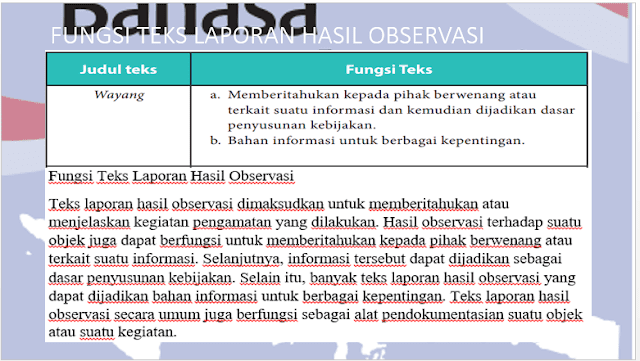 Bahasa
FUNGSI TEKS LAPORAN HASIL OBSERVASI
Judul teks
Fungsi Teks
Wayang
a. Memberitahukan kepada pihak berwenang atau
terkait suatu informasi dan kemudian dijadikan dasar
penyusunan kebijakan.
b. Bahan informasi untuk berbagai kepentingan.
Fungsi Teks Laporan Hasil Observasi
Teks laporan hasil observasi dimaksudkan untuk memberitahukan atau
menjelaskan kegiatan pengamatan yang dilakukan. Hasil observasi terhadap suatu
objek juga dapat berfungsi untuk memberitahukan kepada pihak berwenang atau
terkait suatu informasi. Selanjutnya, informasi tersebut dapat dijadikan sebagai
dasar penyusunan kebijakan. Selain itu, banyak teks laporan hasil observasi yang
dapat dijadikan bahan informasi untuk berbagai kepentingan. Teks laporan hasil
observasi secara umum juga berfungsi sebagai alat pendokumentasian suatu objek
atau suatu kegiatan.